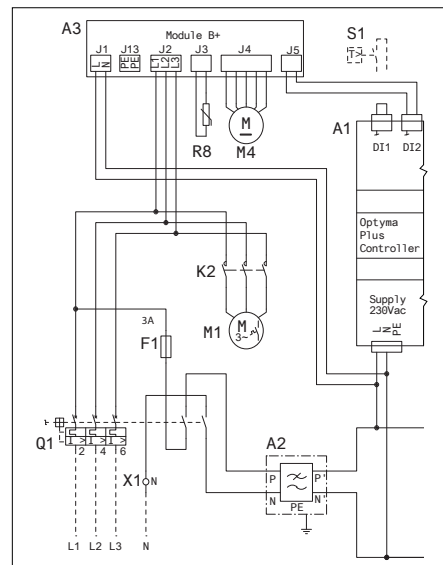 A3
Module B+
J1
J13
J2
J3
J4
J5
L
N
PE
PE
L1
L2
L3
S1
T>
A1
R8
M
M4
DI1
DI2
Optyma
Plus
Controller
K2
Supply
230Vac
L
N
PE
3A
F1
M1
M
3~
Q1
I >
I >
I >
2
4
6
X1
N
A2
P
P'
N
N'
PE
L1
L2
L3
N